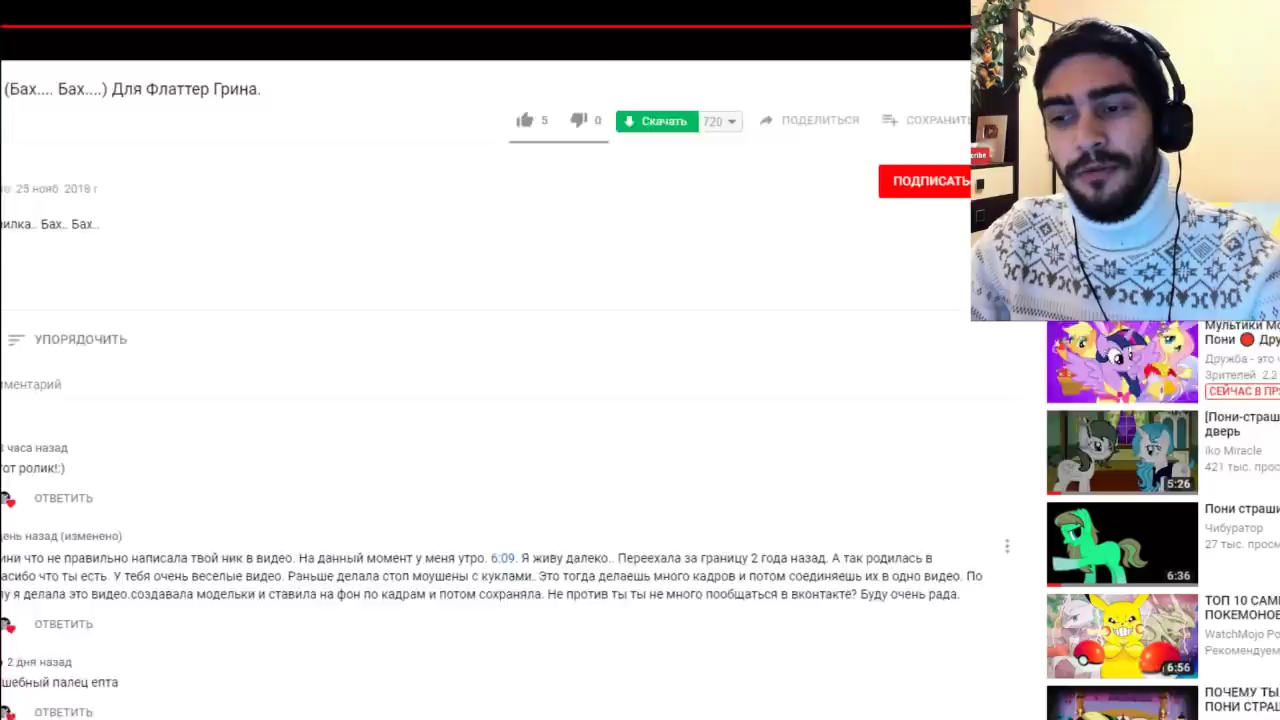 (Бах.... Бах....) Для Флаттер Грина.
5
0
Скачать
720
ПОДЕЛИТЬСЯ
СОХРАНИТЬ
25 нояб. 2018 г
ПОДПИСАТЬ
илка.. Бах.. Бах..
УПОРЯДОЧИТЬ
ментарий
часа назад
тот ролик!:)
ОТВЕТИТЬ
день назад (изменено)
ини что не правильно написала твой ник в видео. На данный момент у меня утро. 6:09. Я живу далеко.. Переехала за границу 2 года назад. А так родилась в
асибо что ты есть. У тебя очень веселые видео. Раньше делала стоп моушены с куклами.. Это тогда делаешь много кадров и потом соединяешь их в одно видео. По
у я делала это видео.создавала модельки и ставила на фон по кадрам и потом сохраняла. Не против ты ты не много пообщаться в вконтакте? Буду очень рада.
ОТВЕТИТЬ
2 дня назад
шебный палец епта
ОТВЕТИТЬ
Мультики Мо
Пони 🔴 Дру
Дружба - это ч
Зрителей: 2.2
СЕЙЧАС В ПР
[Пони-страш
дверь
Iko Miracle
421 тыс. прос
5:26
Пони страши
Чибуратор
27 тыс. просм
6:36
ТОП 10 САМ
ПОКЕМОНОВ
WatchMojo Ро
Рекомендуем
6:56
ПОЧЕМУ ТЫ
ПОНИ СТРАШ